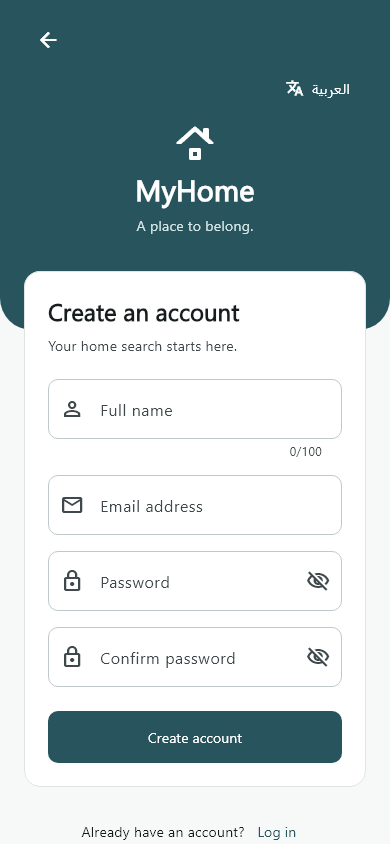 العربية
MyHome
A place to belong.
Create an account
Your home search starts here.
Full name
0/100
Email address
Password
Confirm password
Create account
Already have an account? Log in